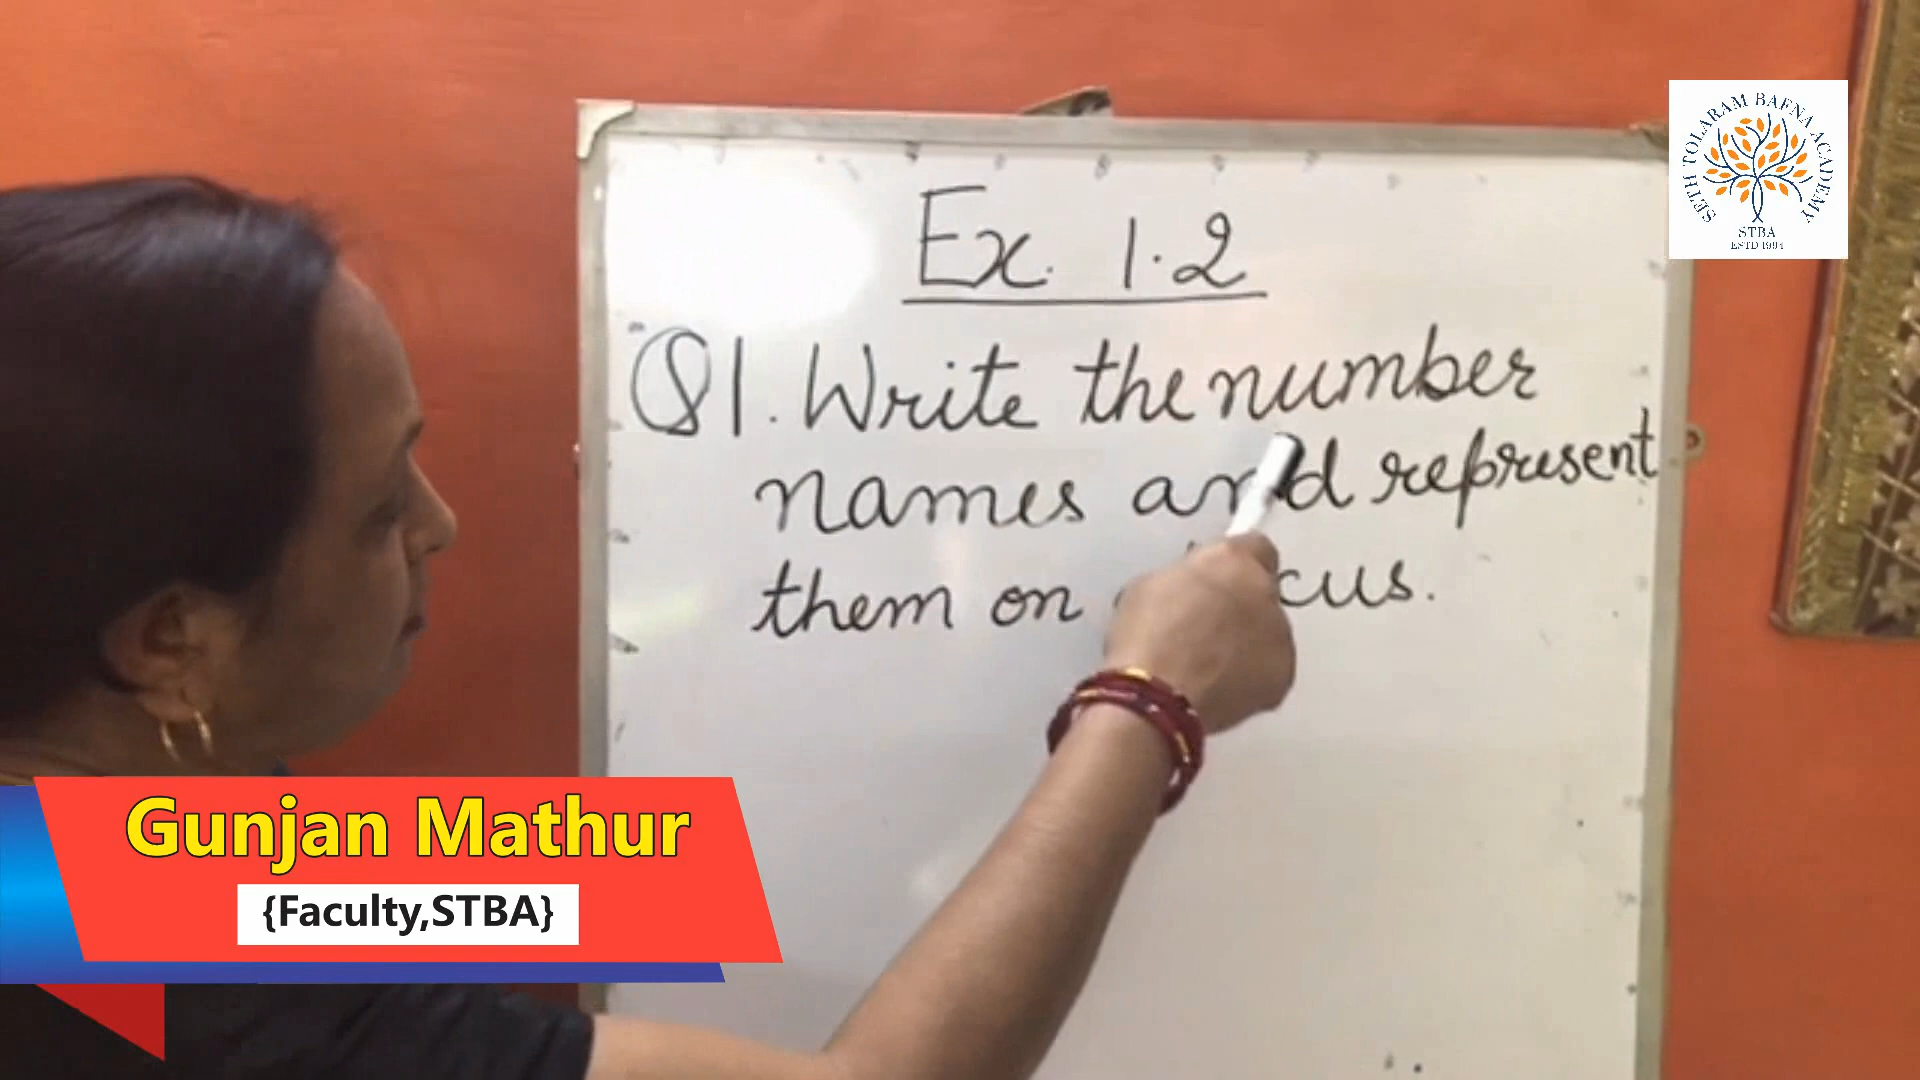 SETH TOLARAM BAFNA ACADEMY
STBA
ESTD 1994
Ex. 1.2
Q1. Write the number
names and represent
them on cus.
Gunjan Mathur
{Faculty,STBA}